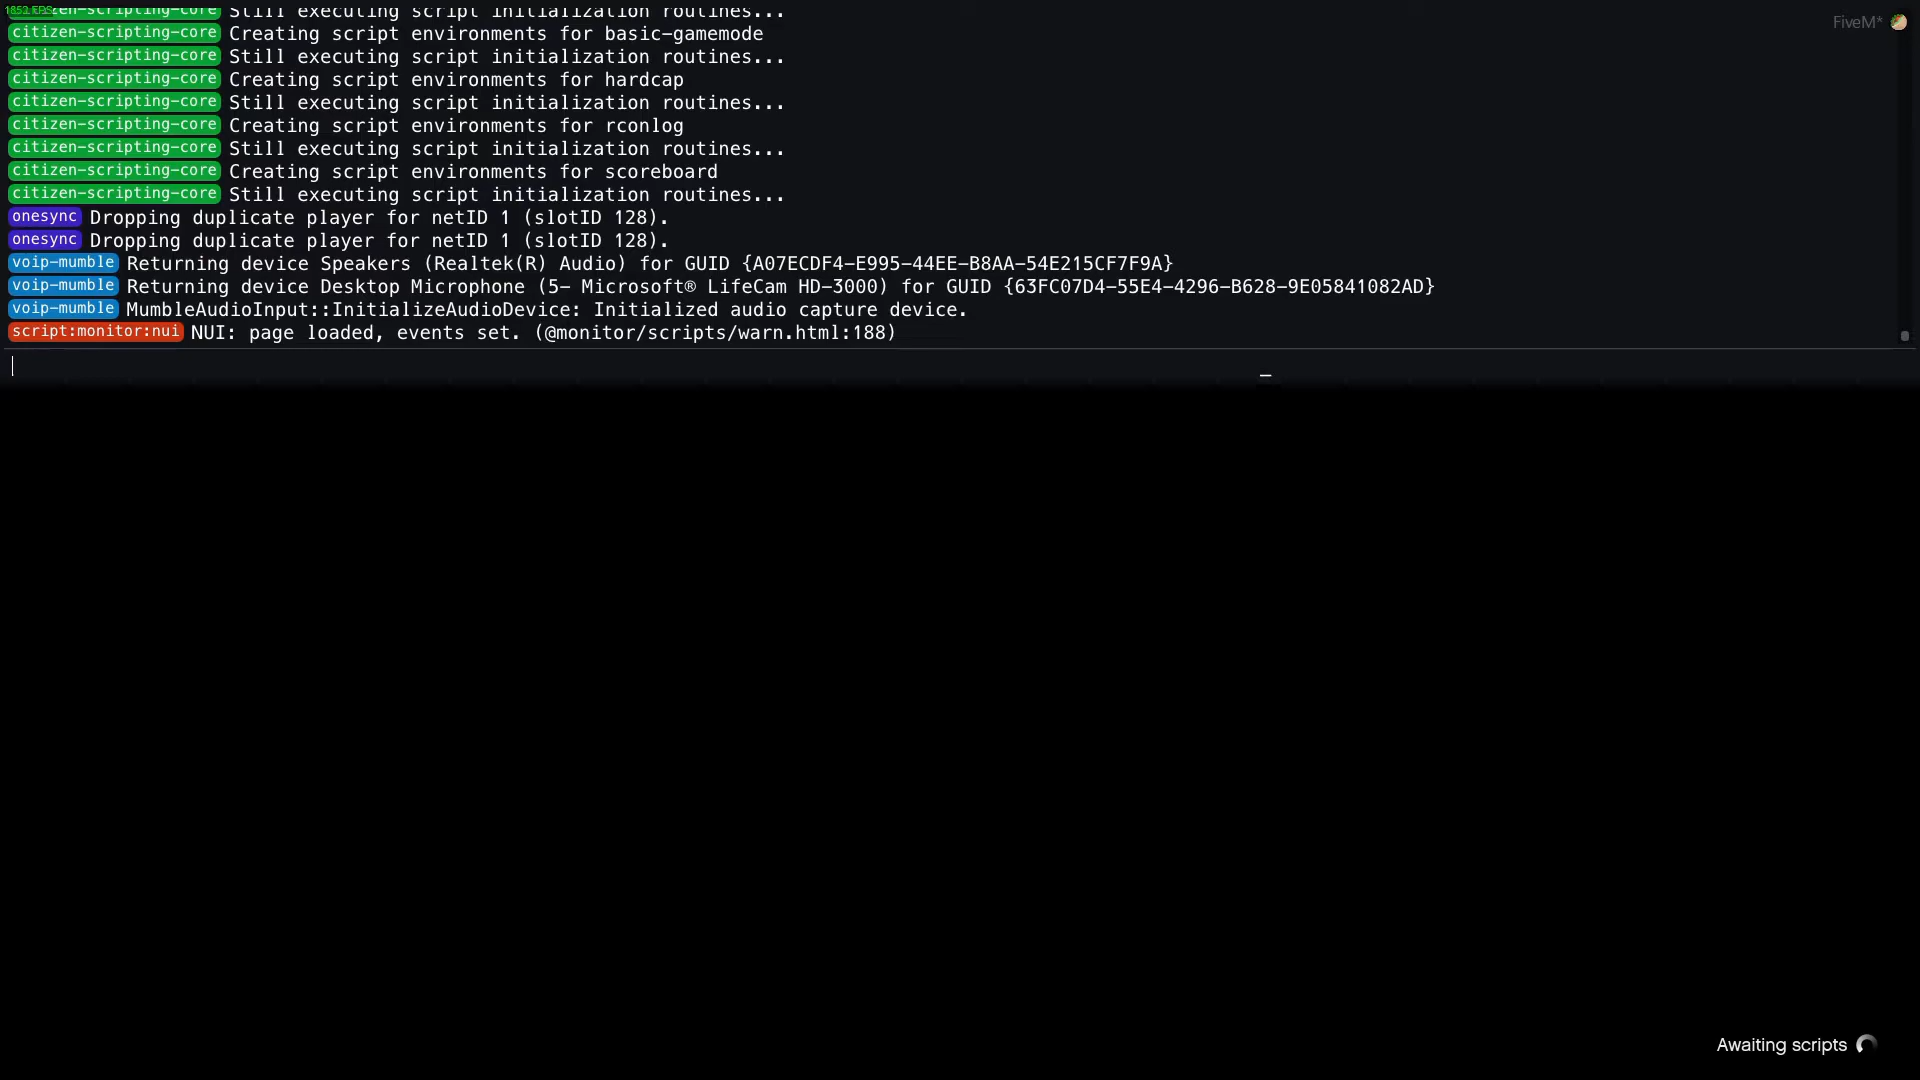 1852 FPS
FiveM*
citizen-scripting-core Still executing script initialization routines...
citizen-scripting-core Creating script environments for basic-gamemode
citizen-scripting-core Still executing script initialization routines...
citizen-scripting-core Creating script environments for hardcap
citizen-scripting-core Still executing script initialization routines...
citizen-scripting-core Creating script environments for rconlog
citizen-scripting-core Still executing script initialization routines...
citizen-scripting-core Creating script environments for scoreboard
citizen-scripting-core Still executing script initialization routines...
onesync Dropping duplicate player for netID 1 (slotID 128).
onesync Dropping duplicate player for netID 1 (slotID 128).
voip-mumble Returning device Speakers (Realtek(R) Audio) for GUID {A07ECDF4-E995-44EE-B8AA-54E215CF7F9A}
voip-mumble Returning device Desktop Microphone (5- Microsoft® LifeCam HD-3000) for GUID {63FC07D4-55E4-4296-B628-9E05841082AD}
voip-mumble MumbleAudioInput::InitializeAudioDevice: Initialized audio capture device.
script:monitor:nui NUI: page loaded, events set. (@monitor/scripts/warn.html:188)
_
Awaiting scripts